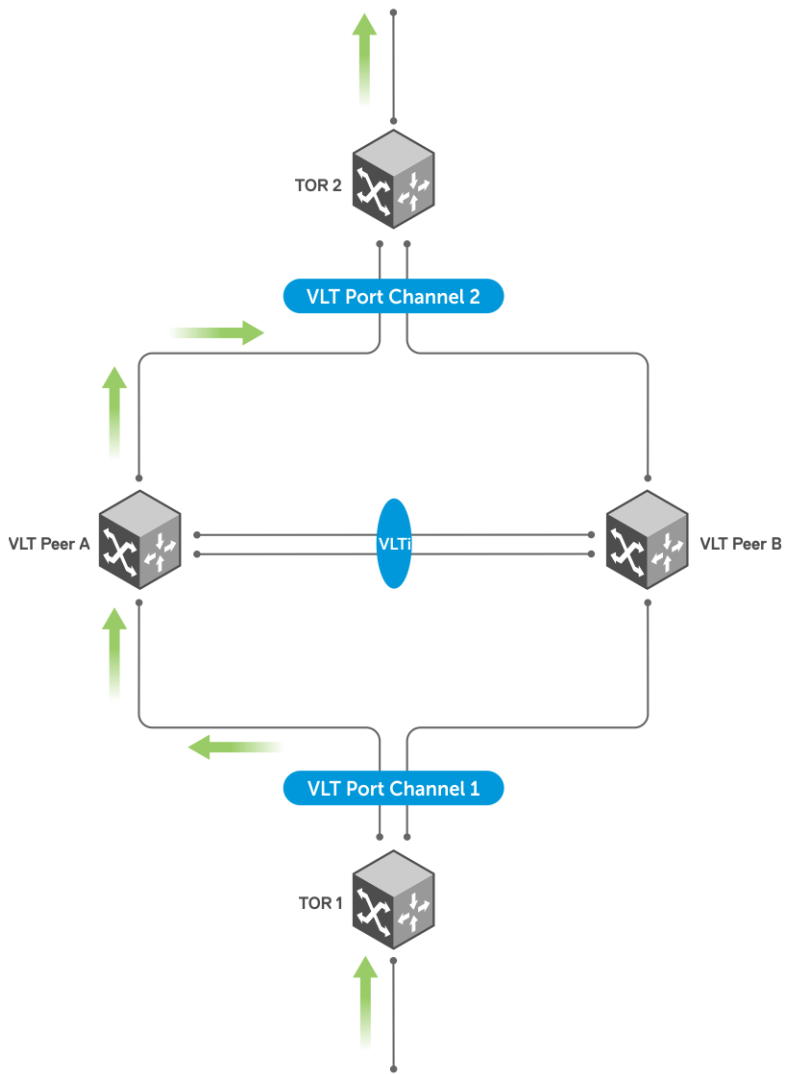 TOR 2
VLT Port Channel 2
VLT Peer A
VLTi
VLT Peer B
VLT Port Channel 1
TOR 1